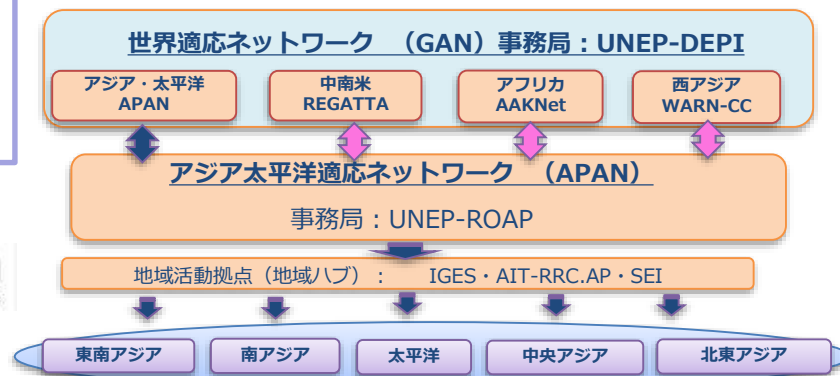 世界適応ネットワーク （GAN）事務局：UNEP-DEPI
アジア・太平洋
APAN
中南米
REGATTA
アフリカ
AAKNet
西アジア
WARN-CC
アジア太平洋適応ネットワーク （APAN）
事務局：UNEP-ROAP
地域活動拠点（地域ハブ）： IGES・AIT-RRC.AP・SEI
東南アジア
南アジア
太平洋
中央アジア
北東アジア